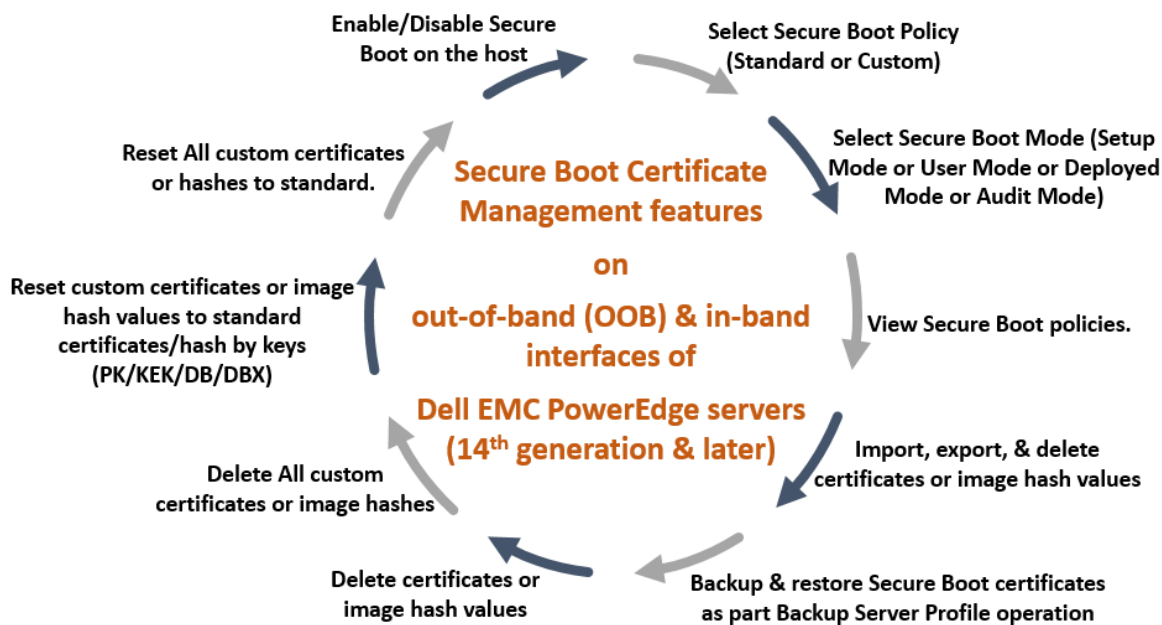 Enable/Disable Secure
Boot on the host
Select Secure Boot Policy
(Standard or Custom)
Select Secure Boot Mode (Setup
Mode or User Mode or Deployed
Mode or Audit Mode)
View Secure Boot policies.
Import, export, & delete
certificates or image hash values
Backup & restore Secure Boot certificates
as part Backup Server Profile operation
Delete certificates or
image hash values
Delete All custom
certificates or image hashes
Reset custom certificates or image
hash values to standard
certificates/hash by keys
(PK/KEK/DB/DBX)
Reset All custom certificates
or hashes to standard.
Secure Boot Certificate
Management features
on
out-of-band (OOB) & in-band
interfaces of
Dell EMC PowerEdge servers
(14th generation & later)